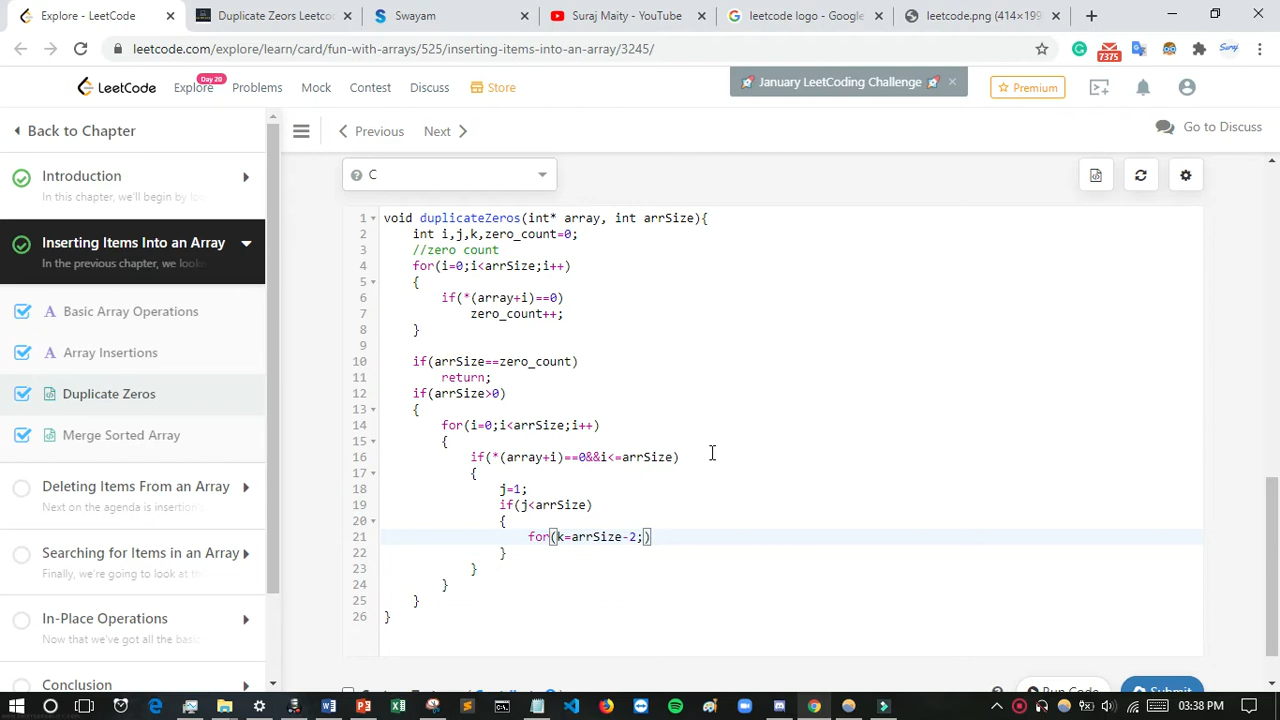 Explore - LeetCode
Duplicate Zeors Leetco
Swayam
Suraj Maity - YouTube
leetcode logo - Google
leetcode.png (414×199
leetcode.com/explore/learn/card/fun-with-arrays/525/inserting-items-into-an-array/3245/
7375
LeetCode
Explore
Day 20
Problems
Mock
Contest
Discuss
Store
🚀 January LeetCoding Challenge 🚀
Premium
Back to Chapter
Previous
Next
Go to Discuss
Introduction
In this chapter, we'll begin by lo
Inserting Items Into an Array
In the previous chapter, we look
Basic Array Operations
Array Insertions
Duplicate Zeros
Merge Sorted Array
Deleting Items From an Array
Next on the agenda is insertion'
Searching for Items in an Array
Finally, we're going to look at th
In-Place Operations
Now that we've got all the basic
Conclusion
C
1 void duplicateZeros(int* array, int arrSize){
2 int i,j,k,zero_count=0;
3 //zero count
4 for(i=0;i<arrSize;i++)
5 {
6 if(*(array+i)==0)
7 zero_count++;
8 }
9
10 if(arrSize==zero_count)
11 return;
12 if(arrSize>0)
13 {
14 for(i=0;i<arrSize;i++)
15 {
16 if(*(array+i)==0&&i<=arrSize)
17 {
18 j=1;
19 if(j<arrSize)
20 {
21 for(k=arrSize-2;)
22 }
23 }
24 }
25 }
26 }
Run Code
Submit
03:38 PM